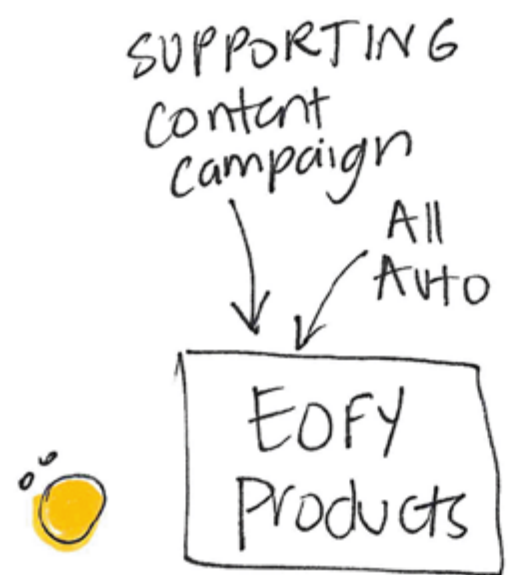 SUPPORTING
Content
Campaign
All
Auto
EOFY
Products